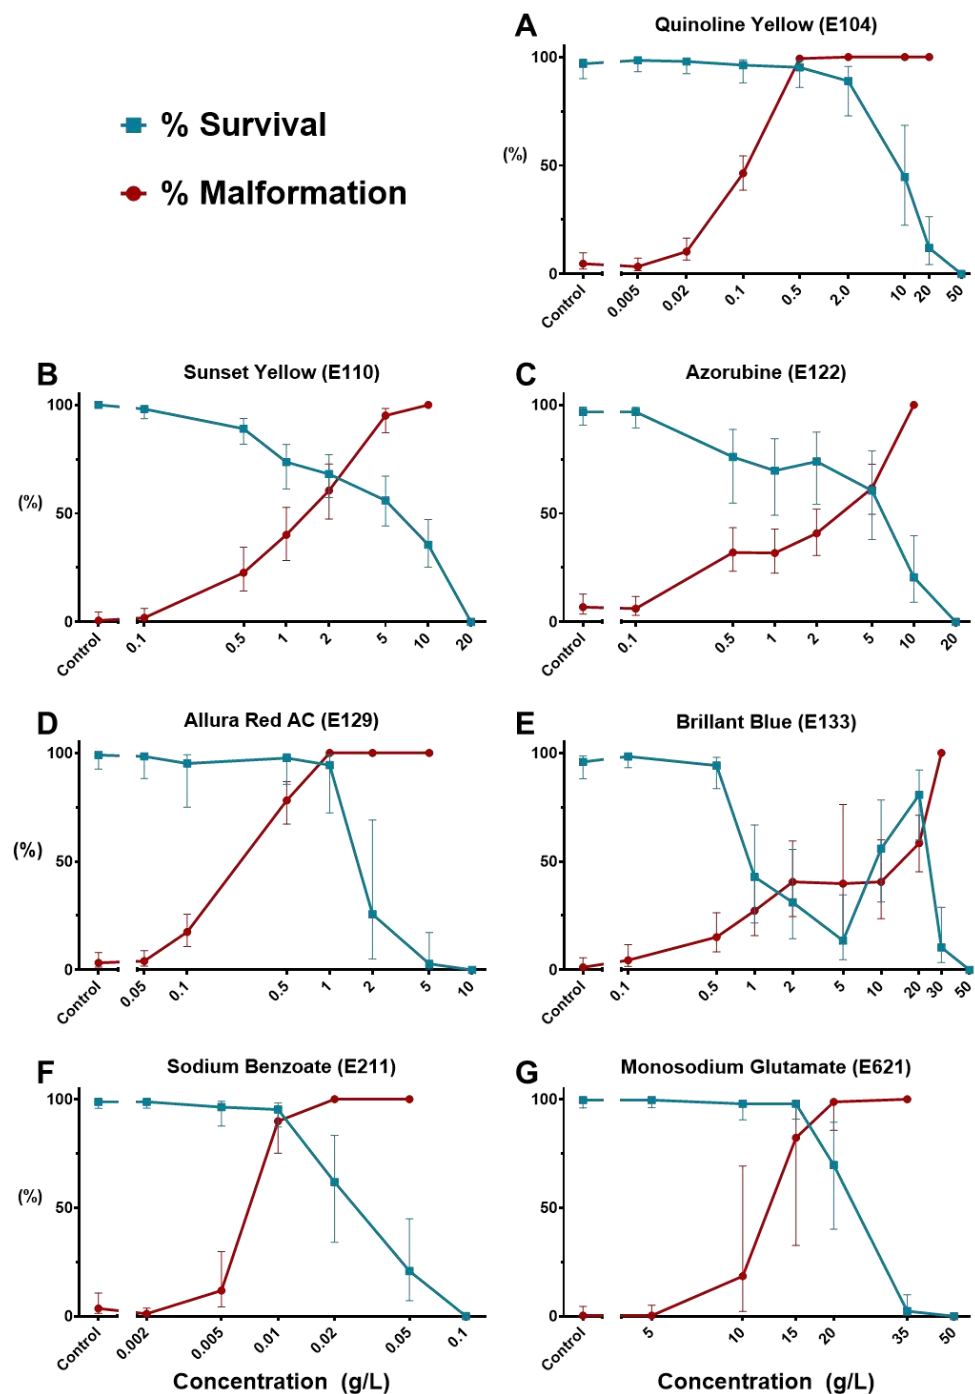 A
Quinoline Yellow (E104)
% Survival
% Malformation
100
(%)
50
0
Control 0.005 0.02 0.1 0.5 2.0 10 20 50
B
Sunset Yellow (E110)
100
(%)
50
0
Control 0.1 0.5 1 2 5 10 20
C
Azorubine (E122)
100
50
0
Control 0.1 0.5 1 2 5 10 20
D
Allura Red AC (E129)
100
(%)
50
0
Control 0.05 0.1 0.5 1 2 5 10
E
Brillant Blue (E133)
100
50
0
Control 0.1 0.5 1 2 5 10 20 30 50
F
Sodium Benzoate (E211)
100
(%)
50
0
Control 0.002 0.005 0.01 0.02 0.05 0.1
Concentration (g/L)
G
Monosodium Glutamate (E621)
100
50
0
Control 5 10 15 20 35 50
Concentration (g/L)